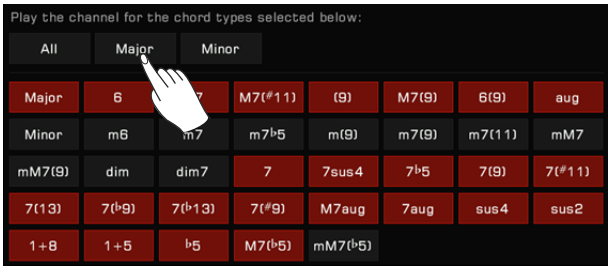 Play the channel for the chord types selected below:
All Major Minor
Major 6 7 M7(#11) (9) M7(9) 6(9) aug
Minor m6 m7 m7♭5 m(9) m7(9) m7(11) mM7
mM7(9) dim dim7 7 7sus4 7♭5 7(9) 7(#11)
7(13) 7(♭9) 7(♭13) 7(#9) M7aug 7aug sus4 sus2
1+8 1+5 ♭5 M7(♭5) mM7(♭5)